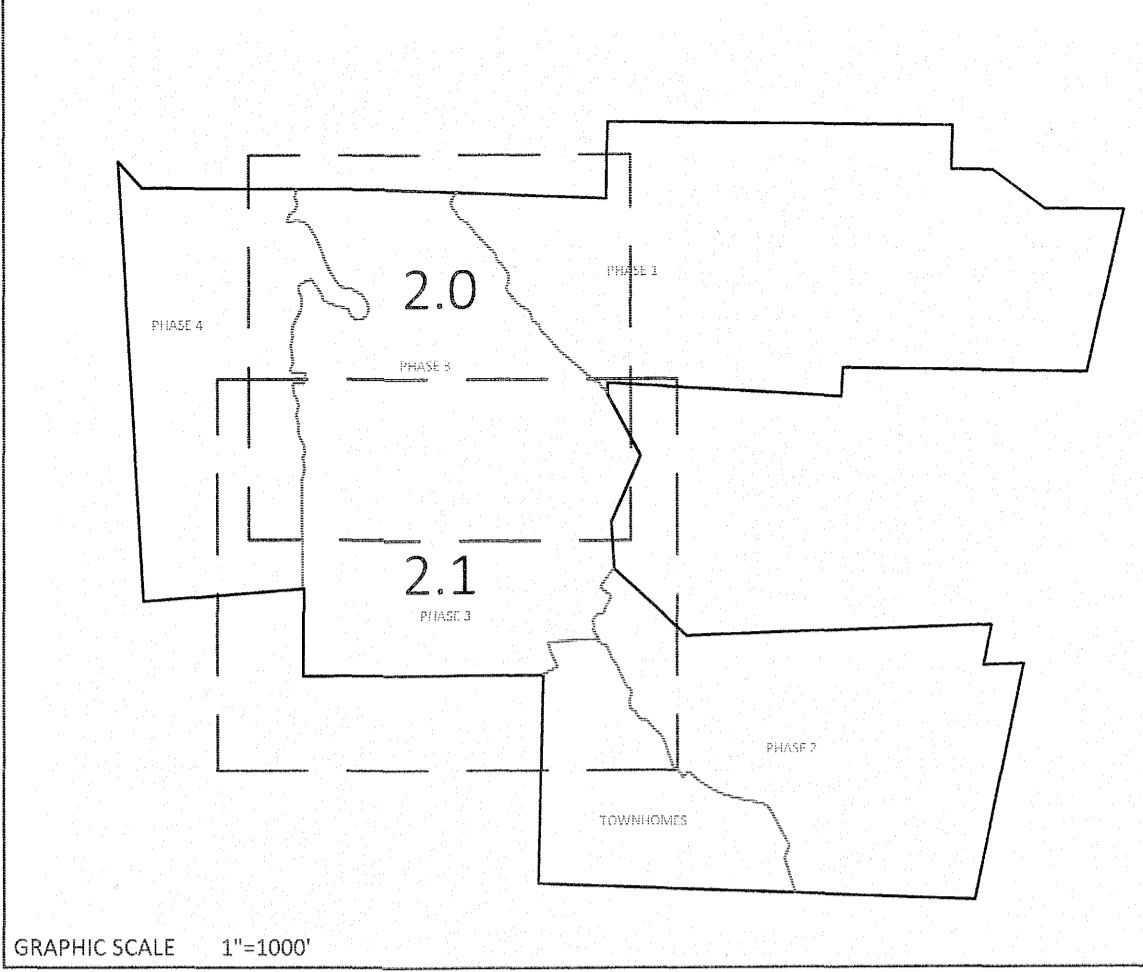 PHASE 1
2.0
PHASE 4
PHASE 3
2.1
PHASE 3
PHASE 2
TOWNHOMES
GRAPHIC SCALE 1"=1000'